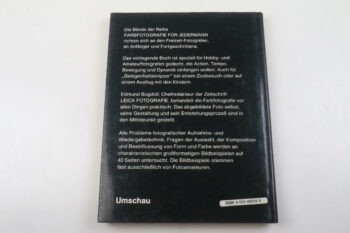 Die Bände der Reihe
FARBFOTOGRAFIE FÜR JEDERMANN
richten sich an den Freizeit-Fotografen,
an Anfänger und Fortgeschrittene.
Das vorliegende Buch ist speziell für Hobby- und
Amateurfotografen gedacht, die Action, Tempo,
Bewegung und Dynamik einfangen wollen. Auch für
„Gelegenheitsknipser" bei einem Zoobesuch oder auf
einem Ausflug mit den Kindern.
Edmund Bugdoll, Chefredacteur der Zeitschrift
LEICA FOTOGRAFIE, behandelt die Farbfotografie vor
allen Dingen praktisch: Das abgebildete Foto selbst,
seine Gestaltung und sein Entstehungsprozeß sind in
den Mittelpunkt gestellt.
Alle Probleme fotografischer Aufnahme- und
Wiedergabetechnik, Fragen der Auswahl, der Komposition
und Beeinflussung von Form und Farbe werden an
charakteristischen großformatigen Bildbeispielen auf
40 Seiten untersucht. Die Bildbeispiele stammen
fast ausschließlich von Fotoamateuren.
Umschau
ISBN